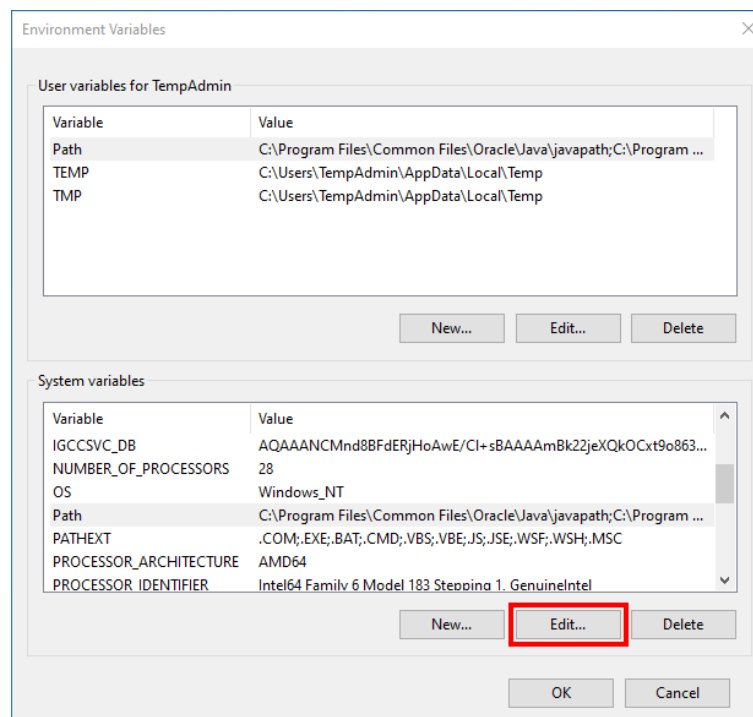 Environment Variables
User variables for TempAdmin
Variable Value
Path C:\Program Files\Common Files\Oracle\Java\javapath;C:\Program ...
TEMP C:\Users\TempAdmin\AppData\Local\Temp
TMP C:\Users\TempAdmin\AppData\Local\Temp
New... Edit... Delete
System variables
Variable Value
IGCCSVC_DB AQAAANCMnd8BFdERjHoAwE/Cl+sBAAAAmBk22jeXQkOCxt9o863...
NUMBER_OF_PROCESSORS 28
OS Windows_NT
Path C:\Program Files\Common Files\Oracle\Java\javapath;C:\Program ...
PATHEXT .COM;.EXE;.BAT;.CMD;.VBS;.VBE;.JS;.JSE;.WSF;.WSH;.MSC
PROCESSOR_ARCHITECTURE AMD64
PROCESSOR_IDENTIFIER Intel64 Family 6 Model 183 Stepping 1, GenuineIntel
New... Edit... Delete
OK Cancel